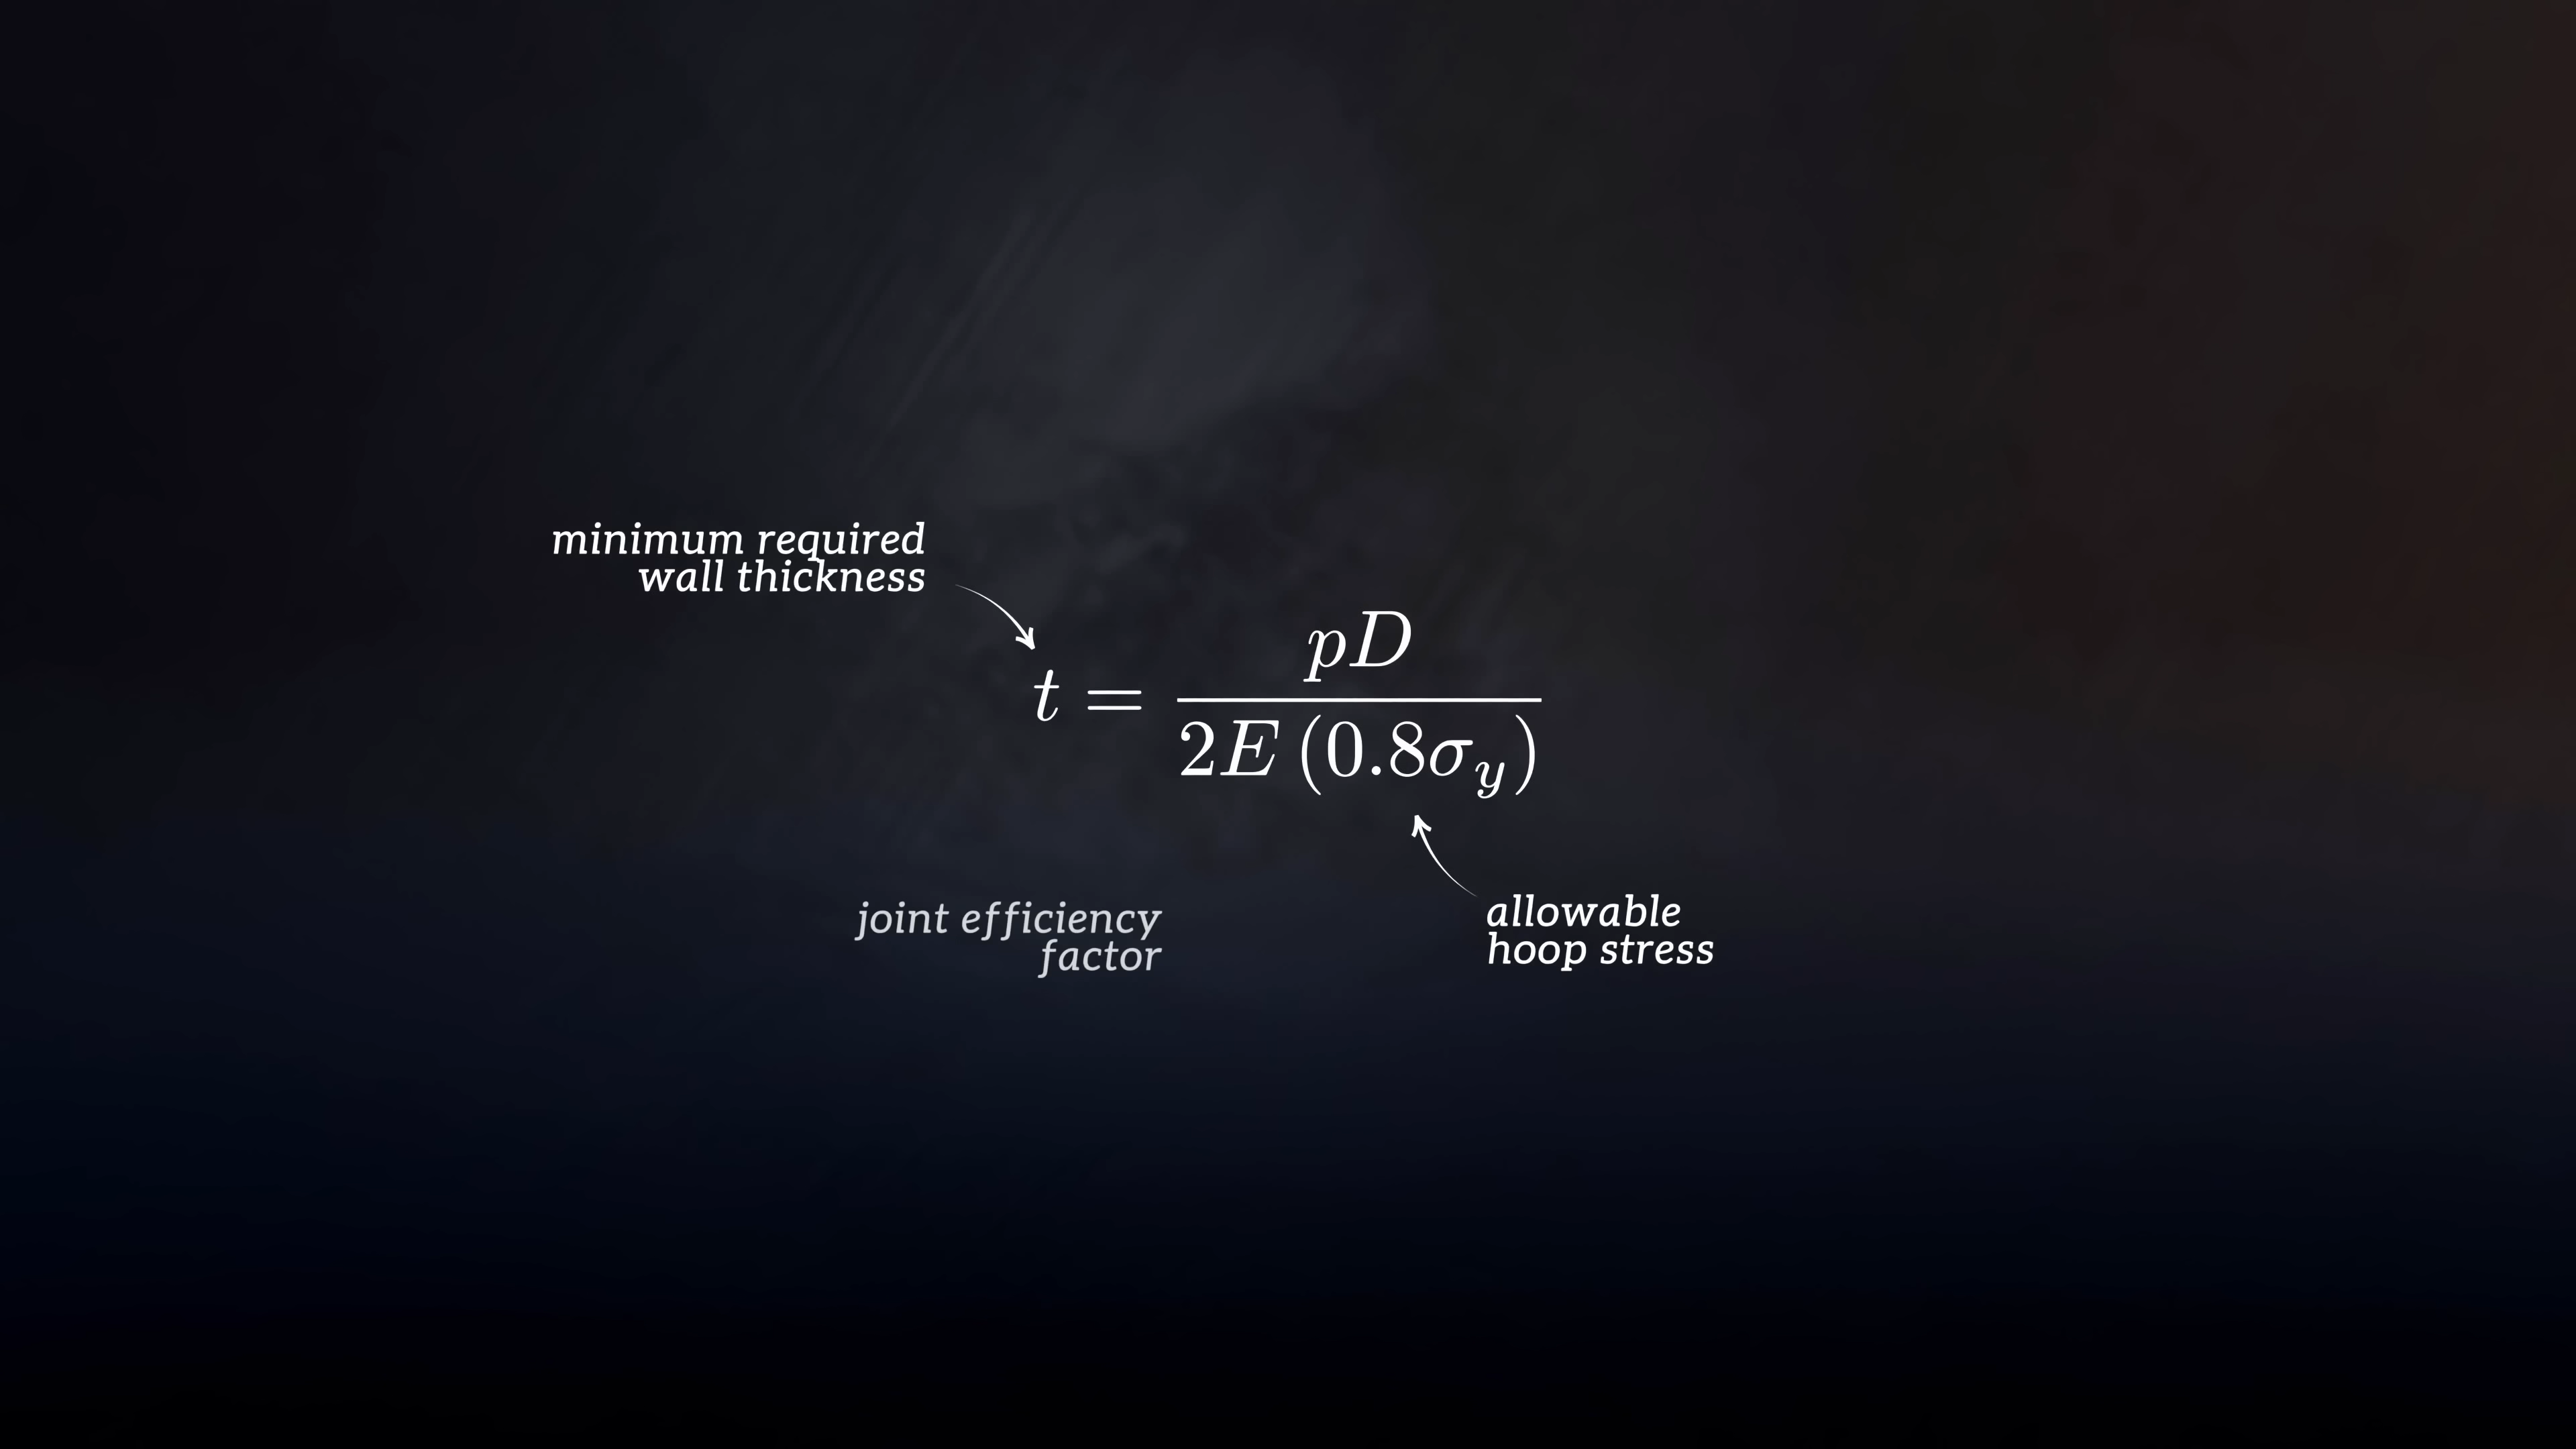 minimum required
wall thickness
t = pD / 2E (0.8σ_y)
joint efficiency
factor
allowable
hoop stress